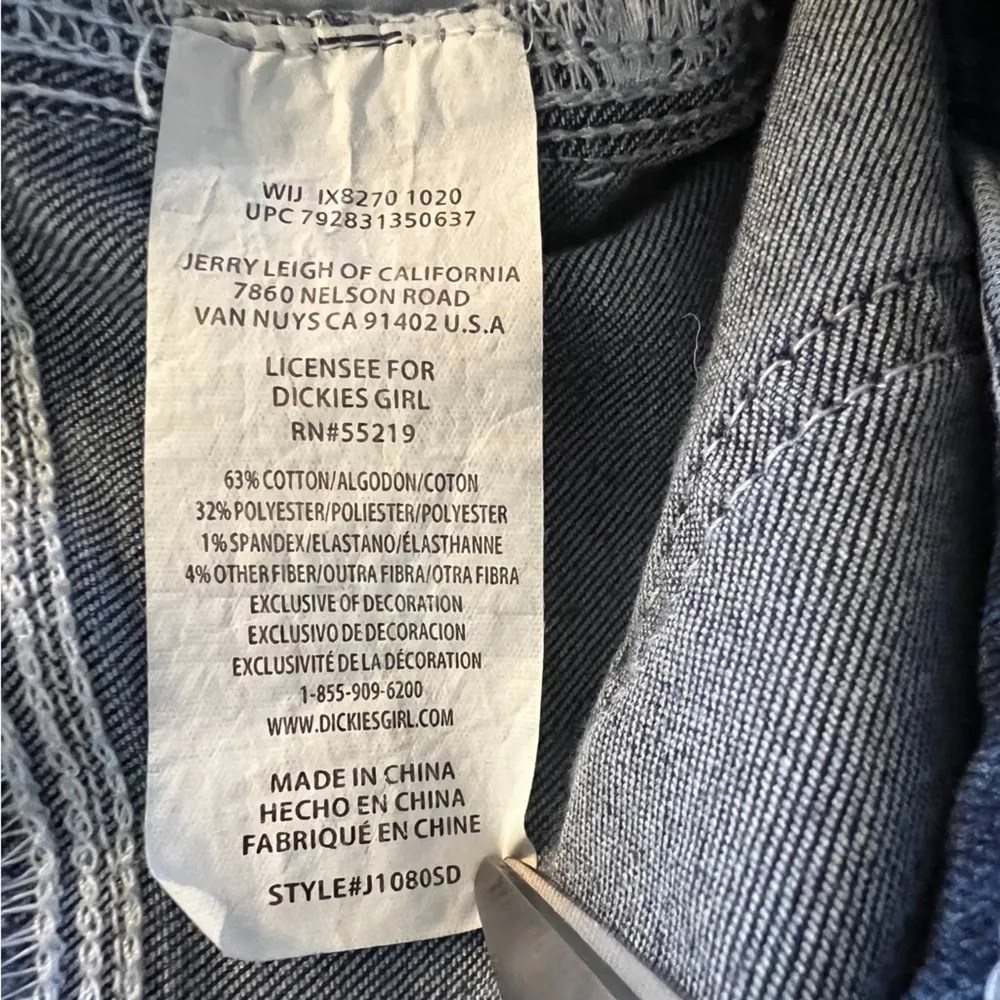 WIJ IX8270 1020
UPC 792831350637
JERRY LEIGH OF CALIFORNIA
7860 NELSON ROAD
VAN NUYS CA 91402 U.S.A
LICENSEE FOR
DICKIES GIRL
RN#55219
63% COTTON/ALGODON/COTON
32% POLYESTER/POLIESTER/POLYESTER
1% SPANDEX/ELASTANO/ÉLASTHANNE
4% OTHER FIBER/OUTRA FIBRA/OTRA FIBRA
EXCLUSIVE OF DECORATION
EXCLUSIVO DE DECORACION
EXCLUSIVITÉ DE LA DÉCORATION
1-855-909-6200
WWW.DICKIESGIRL.COM
MADE IN CHINA
HECHO EN CHINA
FABRIQUÉ EN CHINE
STYLE#J1080SD